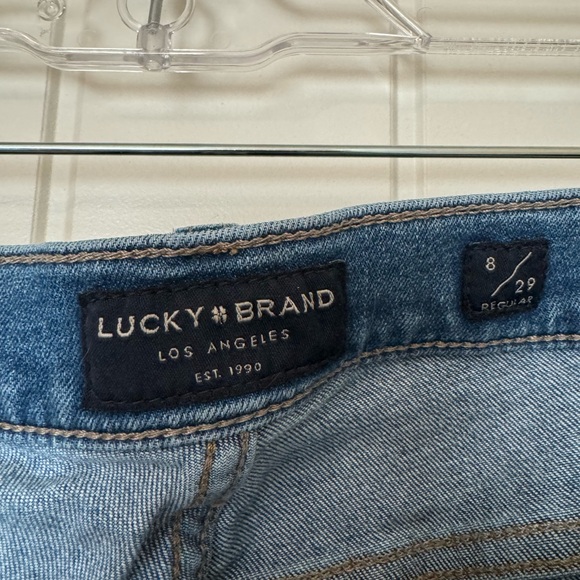 LUCKY BRAND
LOS ANGELES
EST. 1990
8/29
REGULAR